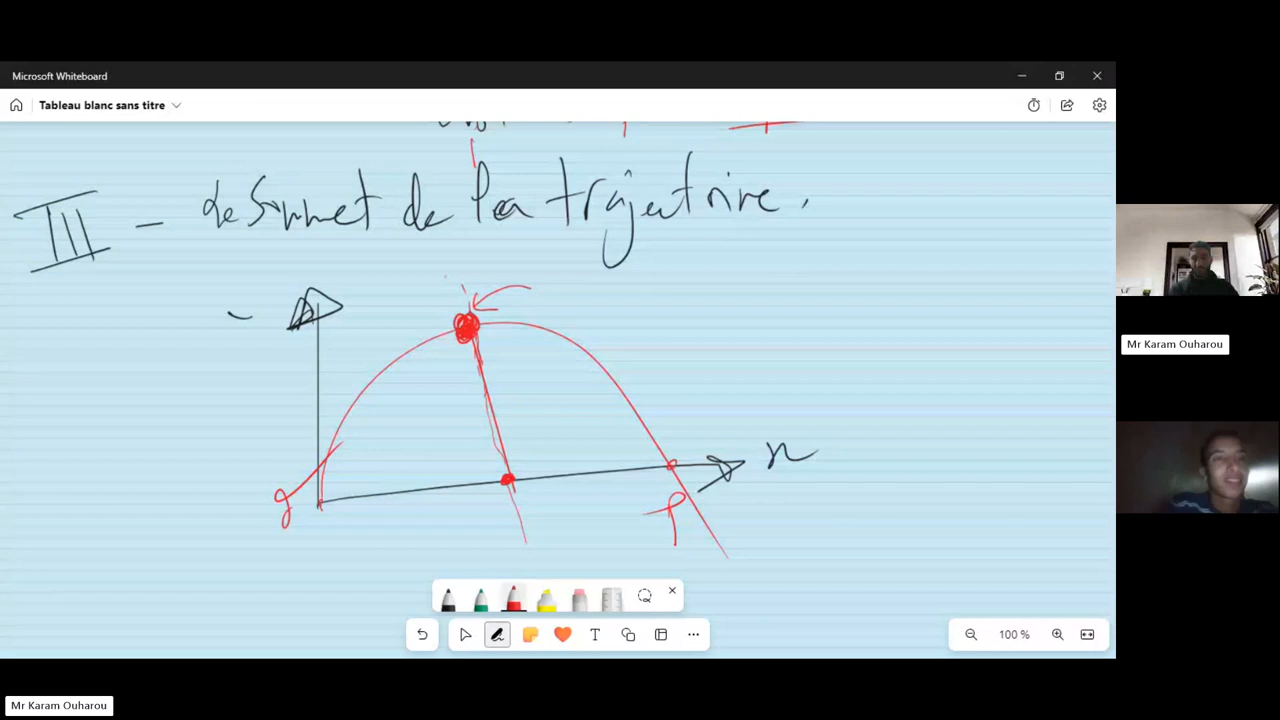 Microsoft Whiteboard
Tableau blanc sans titre
III - Le Sommet de la trajectoire.
x
P
100 %
Mr Karam Ouharou
Mr Karam Ouharou